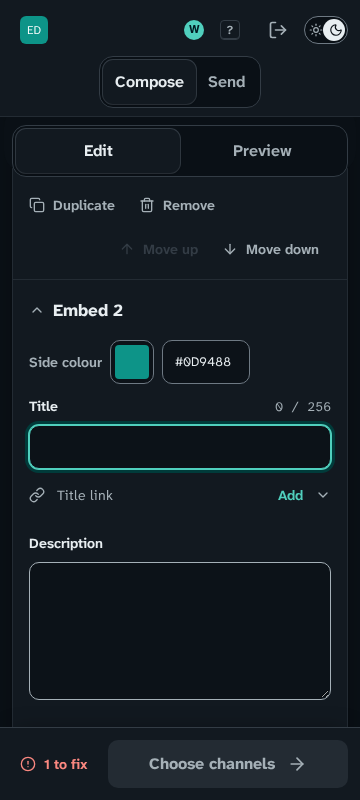 ED
W
?
Compose
Send
Edit
Preview
Duplicate
Remove
Move up
Move down
Embed 2
Side colour
#0D9488
Title
0 / 256
Title link
Add
Description
1 to fix
Choose channels